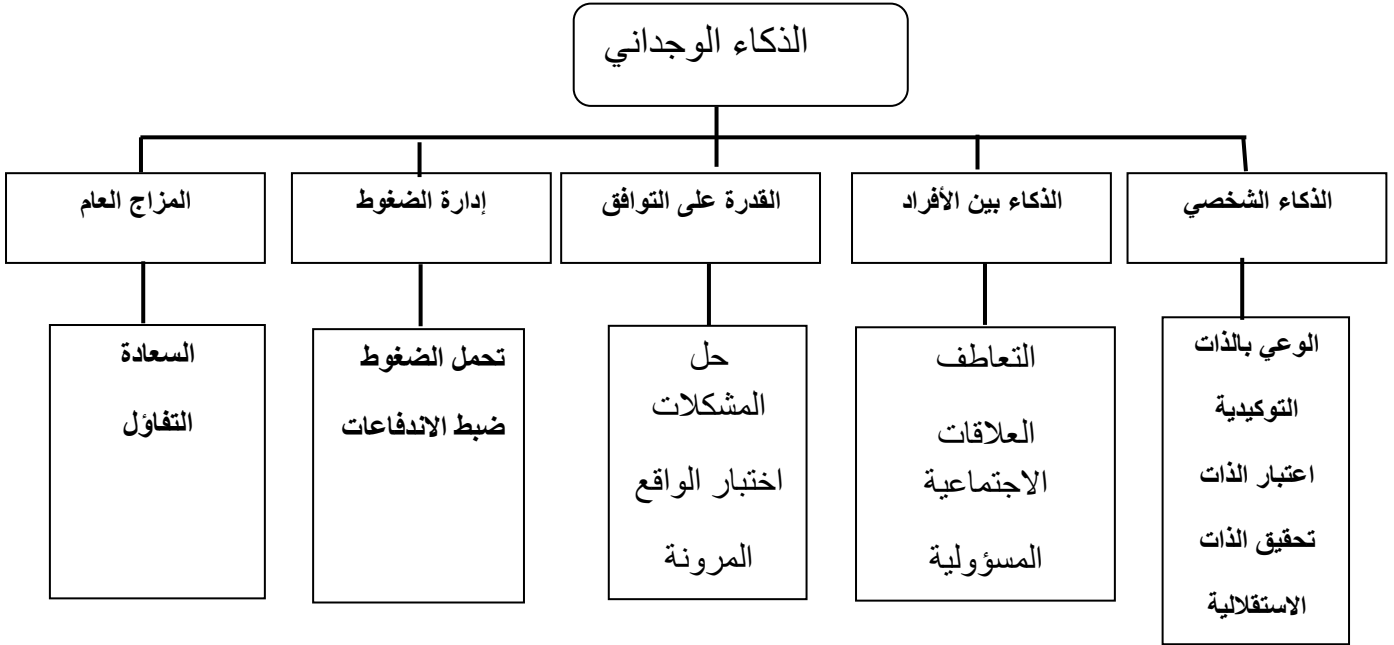 الذكاء الوجداني
الذكاء الشخصي
الذكاء بين الأفراد
القدرة على التوافق
إدارة الضغوط
المزاج العام
الوعي بالذات
التوكيدية
اعتبار الذات
تحقيق الذات
الاستقلالية
التعاطف
العلاقات
الاجتماعية
المسؤولية
حل
المشكلات
اختبار الواقع
المرونة
تحمل الضغوط
ضبط الاندفاعات
السعادة
التفاؤل